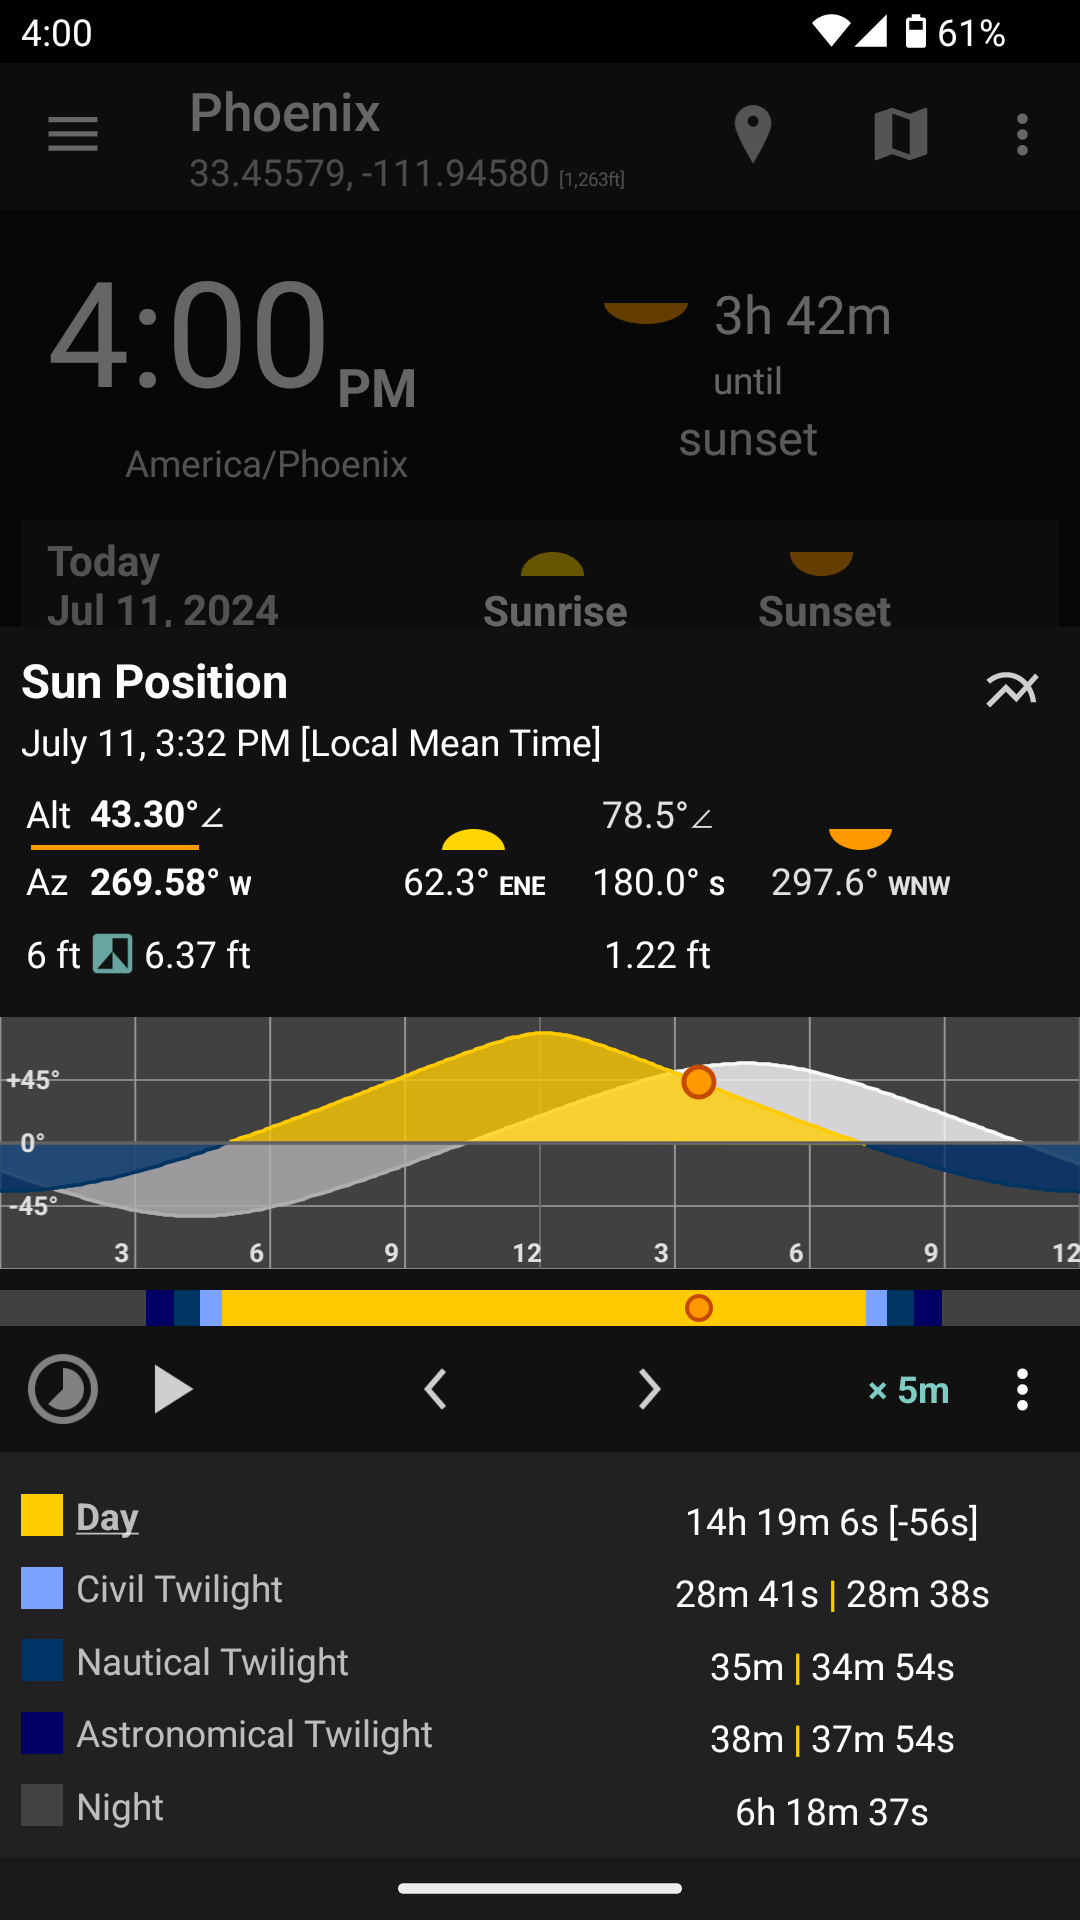 4:00 61%
Phoenix
33.45579, -111.94580 [1,263ft]
4:00 PM
3h 42m
until
sunset
America/Phoenix
Today
Jul 11, 2024 Sunrise Sunset
Sun Position
July 11, 3:32 PM [Local Mean Time]
Alt 43.30°∠ 78.5°∠
Az 269.58° W 62.3° ENE 180.0° S 297.6° WNW
6 ft 6.37 ft 1.22 ft
+45°
0°
-45°
3 6 9 12 3 6 9 12
× 5m
Day 14h 19m 6s [-56s]
Civil Twilight 28m 41s | 28m 38s
Nautical Twilight 35m | 34m 54s
Astronomical Twilight 38m | 37m 54s
Night 6h 18m 37s